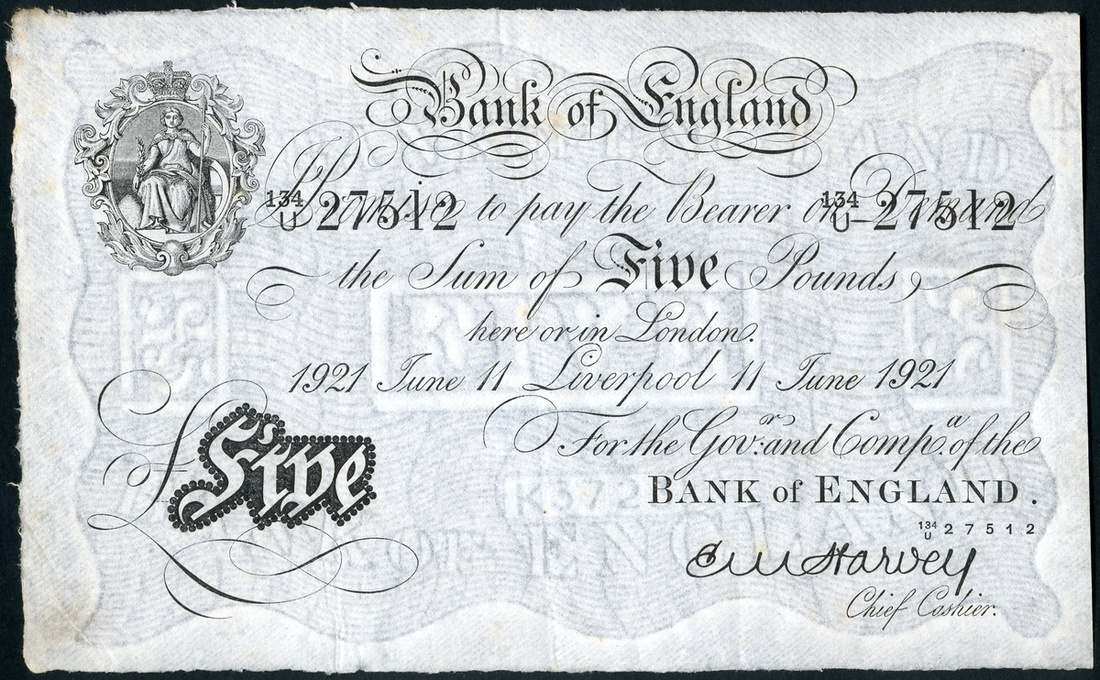 Bank of England
134/U 27512 134/U 27512
I Promise to pay the Bearer on Demand
the Sum of Five Pounds
here or in London.
1921 June 11 Liverpool 11 June 1921
For the Gov.r and Comp.a of the
BANK of ENGLAND.
£ Five
134/U 27512
E M Harvey
Chief Cashier.